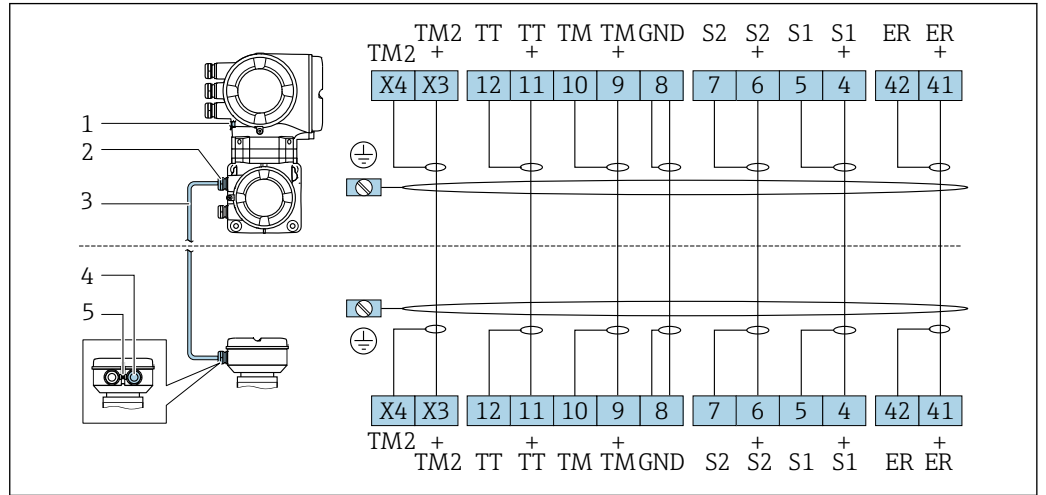 TM2 TT TT TM TM GND S2 S2 S1 S1 ER ER
TM2 + + + + + +
X4 X3 12 11 10 9 8 7 6 5 4 42 41
1
2
3
4
5
X4 X3 12 11 10 9 8 7 6 5 4 42 41
TM2 + + + + + +
TM2 TT TT TM TM GND S2 S2 S1 S1 ER ER